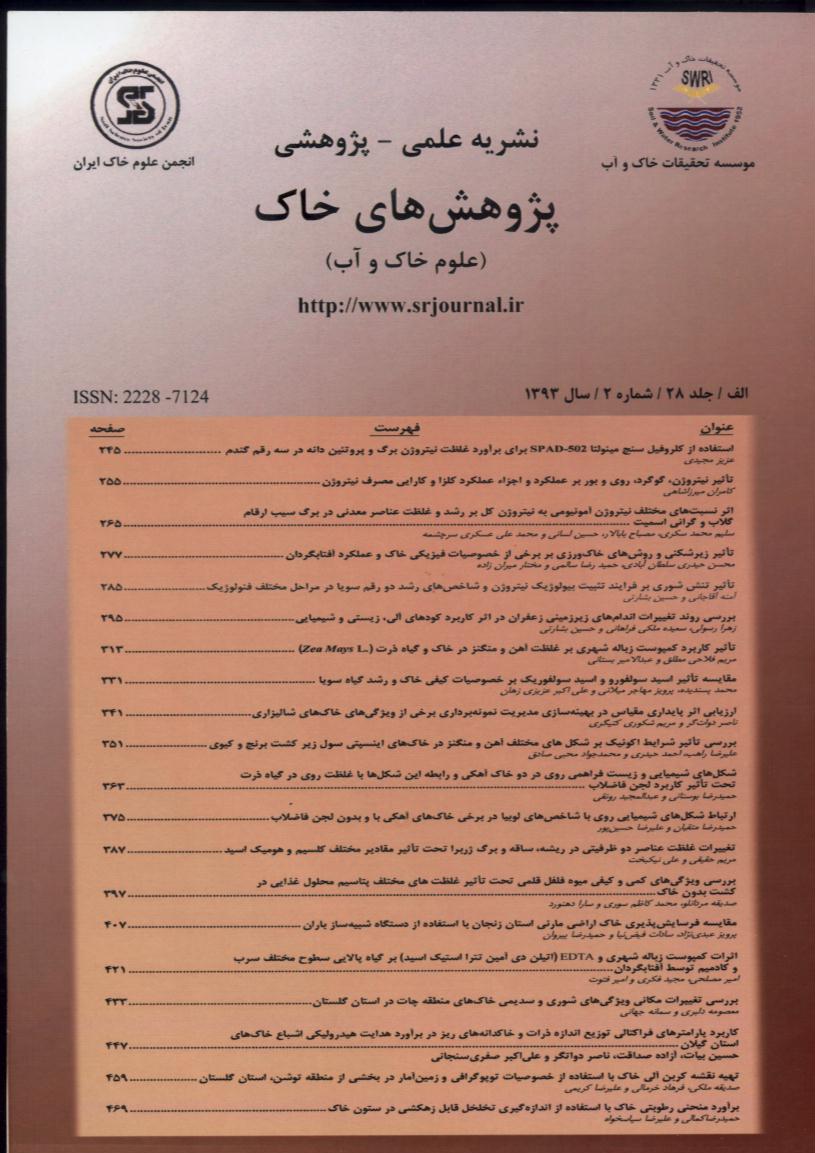 انجمن علوم خاک ایران
SWRI
موسسه تحقیقات خاک و آب ۱۳۳۱
Soil & Water Research Institute 1952
موسسه تحقیقات خاک و آب
نشریه علمی - پژوهشی
پژوهش‌های خاک
(علوم خاک و آب)
http://www.srjournal.ir
الف / جلد ۲۸ / شماره ۲ / سال ۱۳۹۳
ISSN: 2228 -7124
عنوان فهرست صفحه
استفاده از کلروفیل سنج مینولتا SPAD-502 برای برآورد غلظت نیتروژن برگ و پروتئین دانه در سه رقم گندم ........ ۲۴۵
عزیز مجیدی
تأثیر نیتروژن، گوگرد، روی و بور بر عملکرد و اجزاء عملکرد کلزا و کارایی مصرف نیتروژن ........ ۲۵۵
کامران میرزاشاهی
اثر نسبت‌های مختلف نیتروژن آمونیومی به نیتروژن کل بر رشد و غلظت عناصر معدنی در برگ سیب ارقام
گلاب و گرانی اسمیت ........ ۲۶۵
سلیم محمد سکری، مصباح بابالار، حسین لسانی و محمد علی عسکری سرچشمه
تأثیر زیرشکنی و روش‌های خاک‌ورزی بر برخی از خصوصیات فیزیکی خاک و عملکرد آفتابگردان ........ ۲۷۷
محسن حیدری سلطان آبادی، حمید رضا سالمی و مختار میران زاده
تأثیر تنش شوری بر فرایند تثبیت بیولوژیک نیتروژن و شاخص‌های رشد دو رقم سویا در مراحل مختلف فنولوژیک ........ ۲۸۵
آمنه آقاجانی و حسین بشارتی
بررسی روند تغییرات اندام‌های زیرزمینی زعفران در اثر کاربرد کودهای آلی، زیستی و شیمیایی ........ ۲۹۵
زهرا رسولی، سعیده ملکی فراهانی و حسین بشارتی
تأثیر کاربرد کمپوست زباله شهری بر غلظت آهن و منگنز در خاک و گیاه ذرت (Zea Mays L.) ........ ۳۱۳
مریم فلاحی مطلق و عبدالامیر بستانی
مقایسه تأثیر اسید سولفورو و اسید سولفوریک بر خصوصیات کیفی خاک و رشد گیاه سویا ........ ۳۳۱
محمد پسندیده، پرویز مهاجر میلانی و علی اکبر عزیزی زهان
ارزیابی اثر پایداری مقیاس در بهینه‌سازی مدیریت نمونه‌برداری برخی از ویژگی‌های خاک‌های شالیزاری ........ ۳۴۱
ناصر دواتگر و مریم شکوری کتیگری
بررسی تأثیر شرایط اکوئیک بر شکل های مختلف آهن و منگنز در خاک‌های اینسپتی سول زیر کشت برنج و کیوی ........ ۳۵۱
علیرضا راهب، احمد حیدری و محمدجواد محبی صادق
شکل‌های شیمیایی و زیست فراهمی روی در دو خاک آهکی و رابطه این شکل‌ها با غلظت روی در گیاه ذرت
تحت تأثیر کاربرد لجن فاضلاب ........ ۳۶۳
حمیدرضا بوستانی و عبدالمجید رونقی
ارتباط شکل‌های شیمیایی روی با شاخص‌های لوبیا در برخی خاک‌های آهکی با و بدون لجن فاضلاب ........ ۳۷۵
حمیدرضا متقیان و علیرضا حسین‌پور
تغییرات غلظت عناصر دو ظرفیتی در ریشه، ساقه و برگ ژربرا تحت تأثیر مقادیر مختلف کلسیم و هومیک اسید ........ ۳۸۷
مریم حقیقی و علی نیکبخت
بررسی ویژگی‌های کمی و کیفی میوه فلفل قلمی تحت تأثیر غلظت های مختلف پتاسیم محلول غذایی در
کشت بدون خاک ........ ۳۹۷
صدیقه مردانلو، محمد کاظم سوری و سارا دهنورد
مقایسه فرسایش‌پذیری خاک اراضی مارنی استان زنجان با استفاده از دستگاه شبیه‌ساز باران ........ ۴۰۷
پرویز عبدی‌نژاد، سادات فیض‌نیا و حمیدرضا پیروان
اثرات کمپوست زباله شهری و EDTA (اتیلن دی آمین تترا استیک اسید) بر گیاه پالایی سطوح مختلف سرب
و کادمیم توسط آفتابگردان ........ ۴۲۱
امیر مصلحی، مجید فکری و امیر فتوت
بررسی تغییرات مکانی ویژگی‌های شوری و سدیمی خاک‌های منطقه چات در استان گلستان ........ ۴۳۳
معصومه دلبری و سمانه جهانی
کاربرد پارامترهای فراکتالی توزیع اندازه ذرات و خاکدانه‌های ریز در برآورد هدایت هیدرولیکی اشباع خاک‌های
استان گیلان ........ ۴۴۷
حسین بیات، آزاده صداقت، ناصر دواتگر و علی‌اکبر صفری‌سنجانی
تهیه نقشه کربن آلی خاک با استفاده از خصوصیات توپوگرافی و زمین‌آمار در بخشی از منطقه توشن، استان گلستان ........ ۴۵۹
صدیقه ملکی، فرهاد خرمالی و علیرضا کریمی
برآورد منحنی رطوبتی خاک با استفاده از اندازه‌گیری تخلخل قابل زهکشی در ستون خاک ........ ۴۶۹
حمیدرضاکمالی و علیرضا سپاسخواه